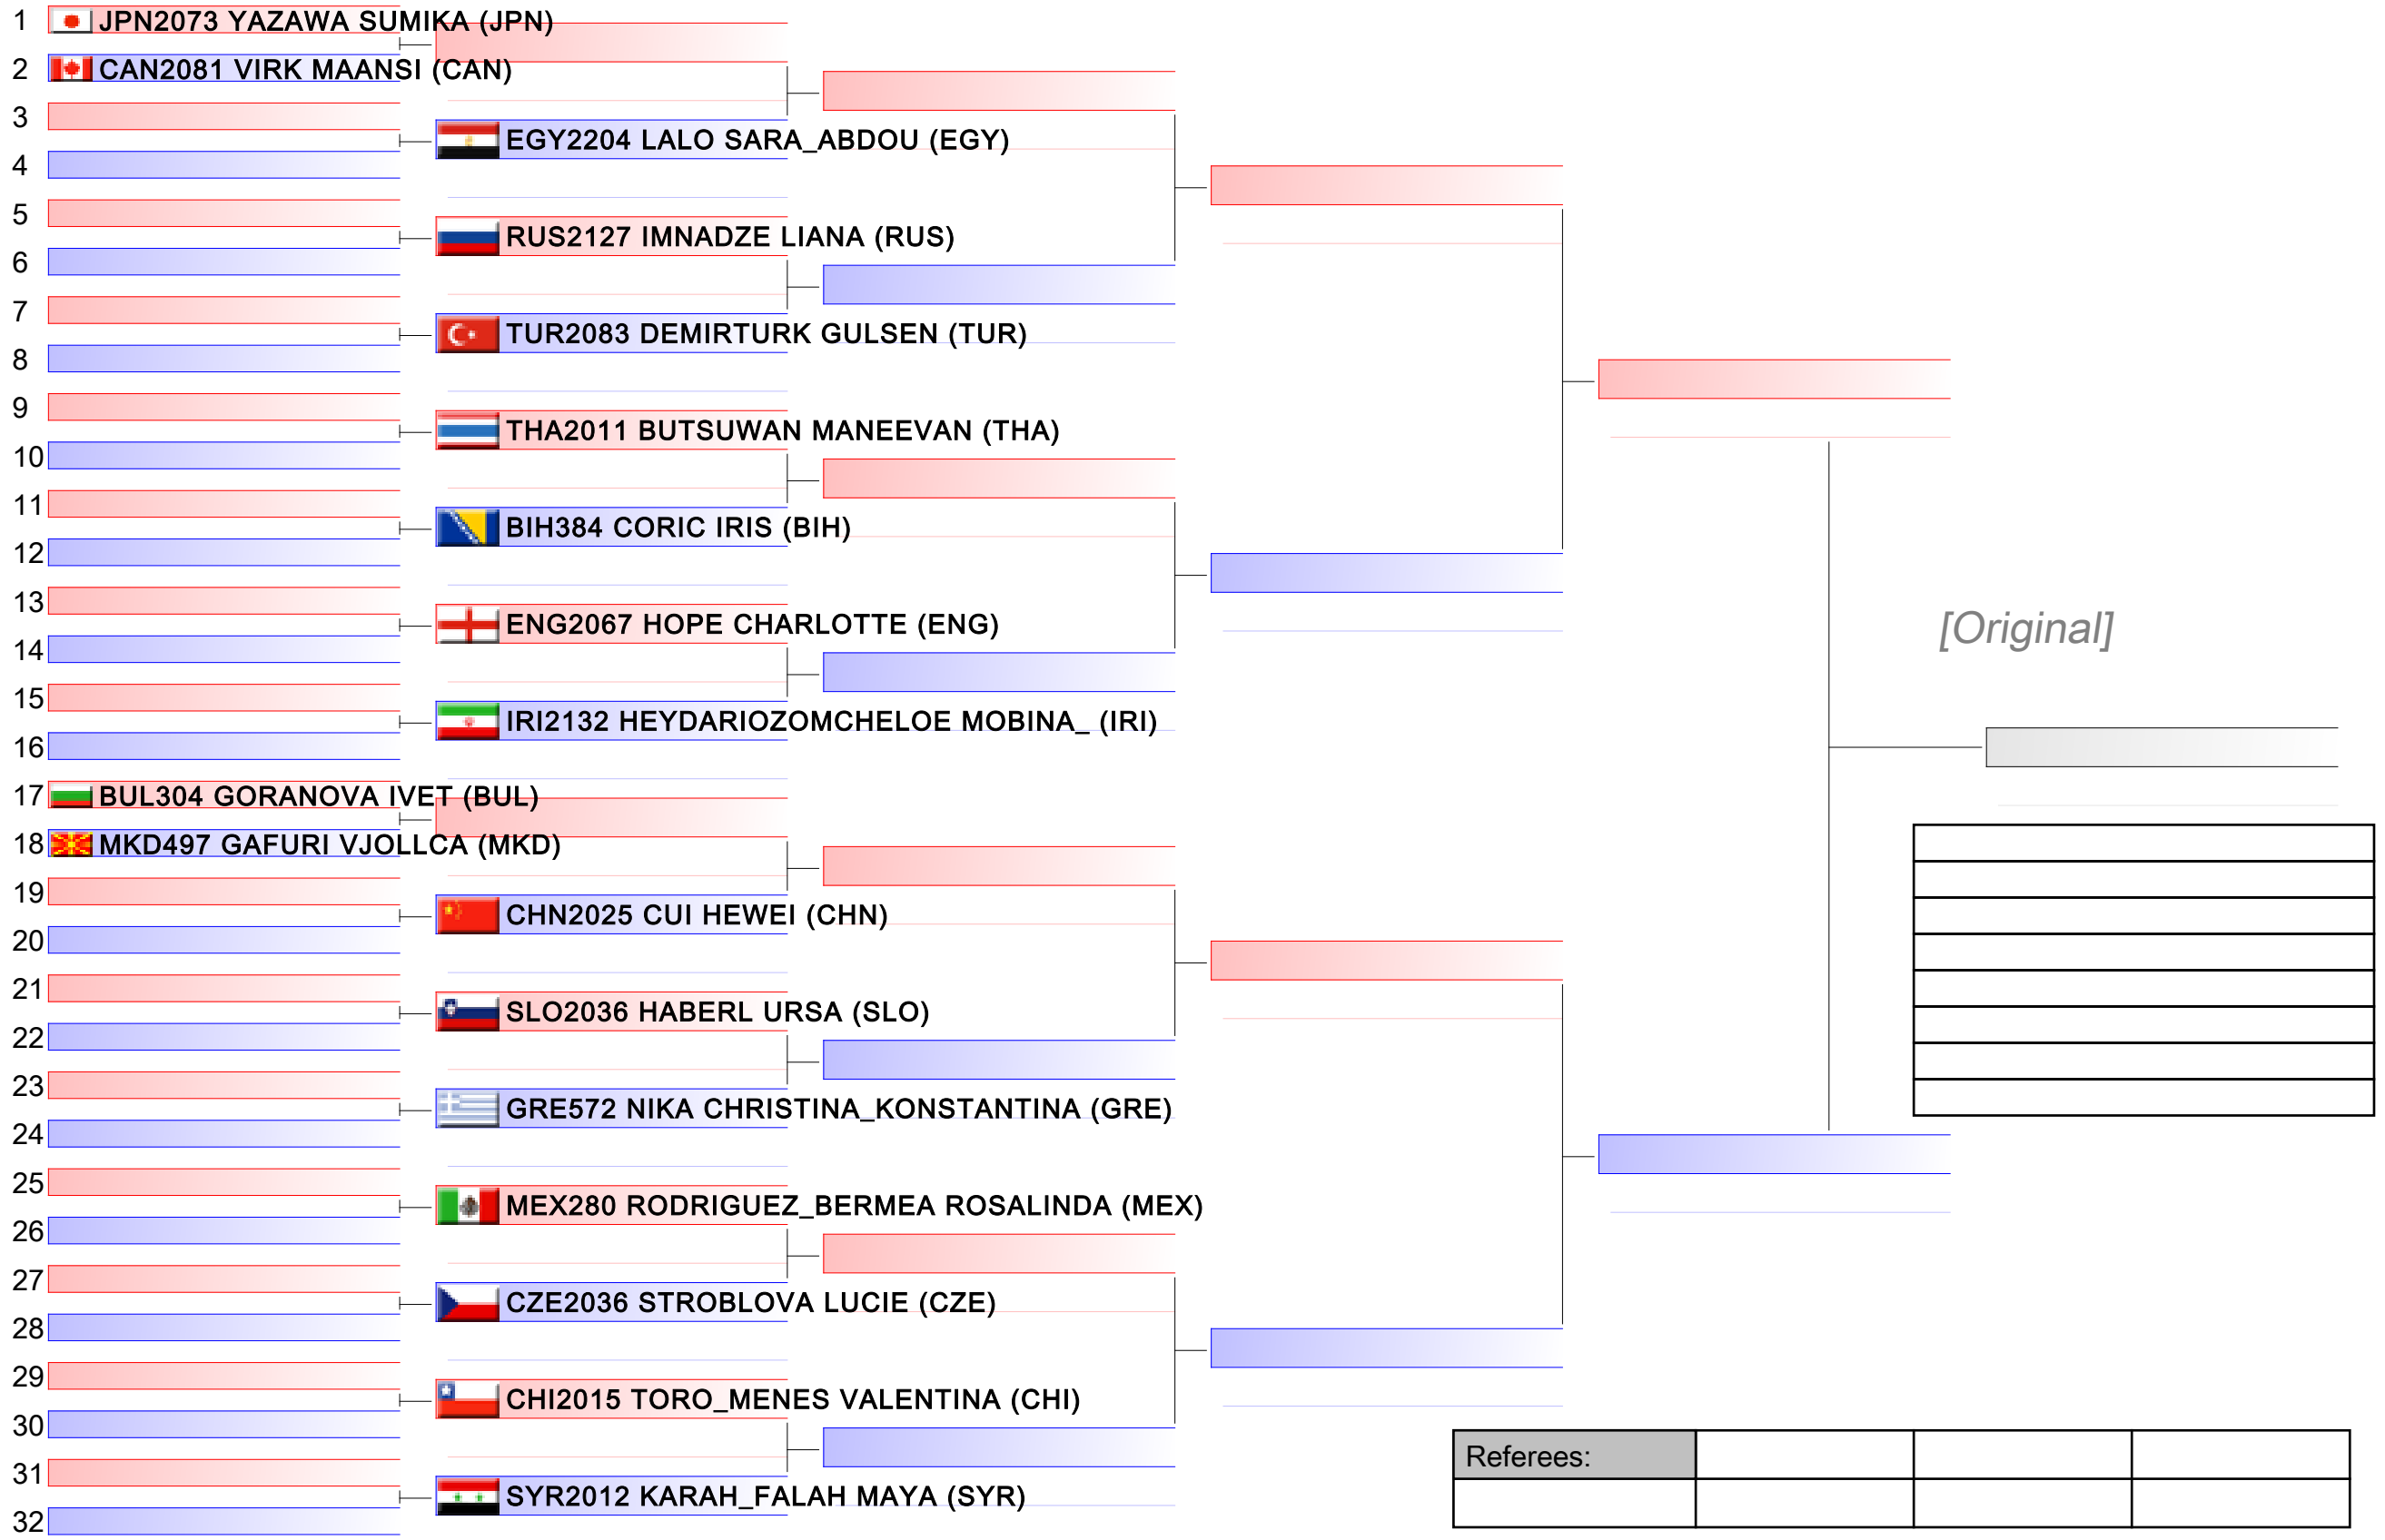 1 JPN2073 YAZAWA SUMIKA (JPN)
2 CAN2081 VIRK MAANSI (CAN)
3
EGY2204 LALO SARA_ABDOU (EGY)
4
5
RUS2127 IMNADZE LIANA (RUS)
6
7
TUR2083 DEMIRTURK GULSEN (TUR)
8
9
THA2011 BUTSUWAN MANEEVAN (THA)
10
11
BIH384 CORIC IRIS (BIH)
12
13
ENG2067 HOPE CHARLOTTE (ENG)
[Original]
14
15
IRI2132 HEYDARIOZOMCHELOE MOBINA_ (IRI)
16
17 BUL304 GORANOVA IVET (BUL)
18 MKD497 GAFURI VJOLLCA (MKD)
19
CHN2025 CUI HEWEI (CHN)
20
21
SLO2036 HABERL URSA (SLO)
22
23
GRE572 NIKA CHRISTINA_KONSTANTINA (GRE)
24
25
MEX280 RODRIGUEZ_BERMEA ROSALINDA (MEX)
26
27
CZE2036 STROBLOVA LUCIE (CZE)
28
29
CHI2015 TORO_MENES VALENTINA (CHI)
30
Referees:
31
SYR2012 KARAH_FALAH MAYA (SYR)
32